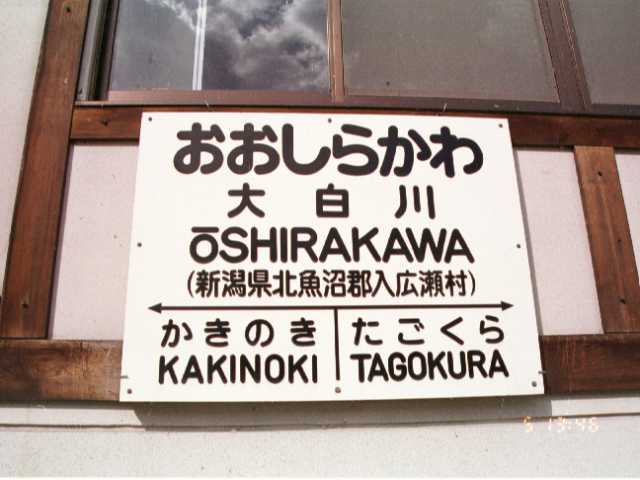 おおしらかわ
大白川
ōSHIRAKAWA
(新潟県北魚沼郡入広瀬村)
かきのき たごくら
KAKINOKI TAGOKURA
5 13:46